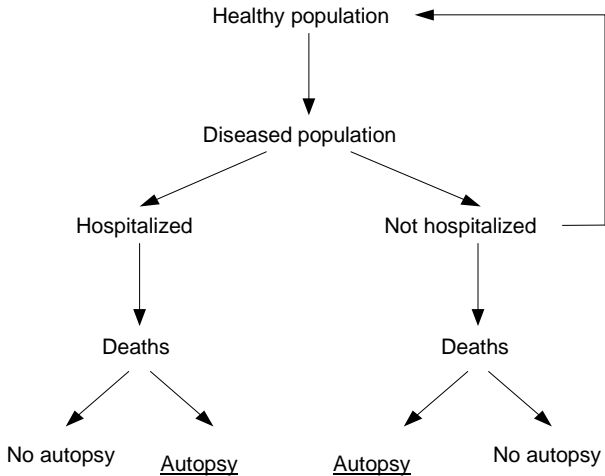 Healthy population
Diseased population
Hospitalized
Not hospitalized
Deaths
Deaths
No autopsy
Autopsy
Autopsy
No autopsy